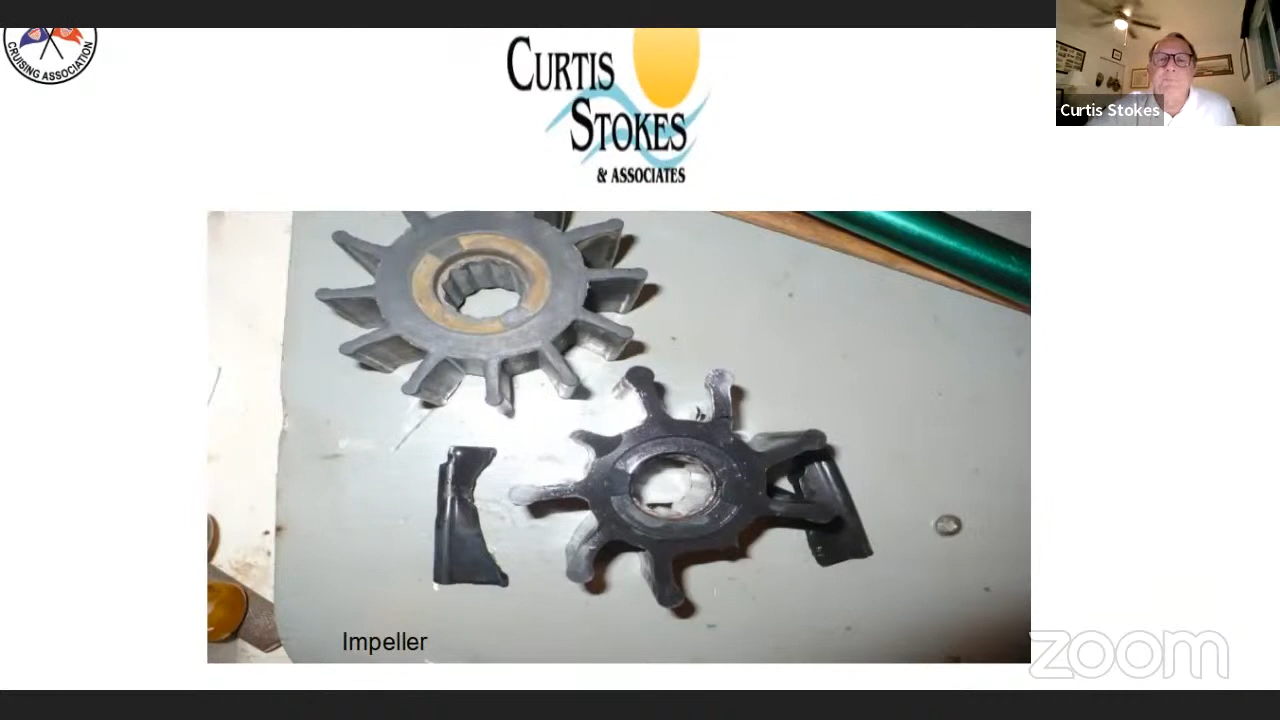 CRUISING ASSOCIATION
CURTIS
STOKES
& ASSOCIATES
Curtis Stokes
Impeller
zoom